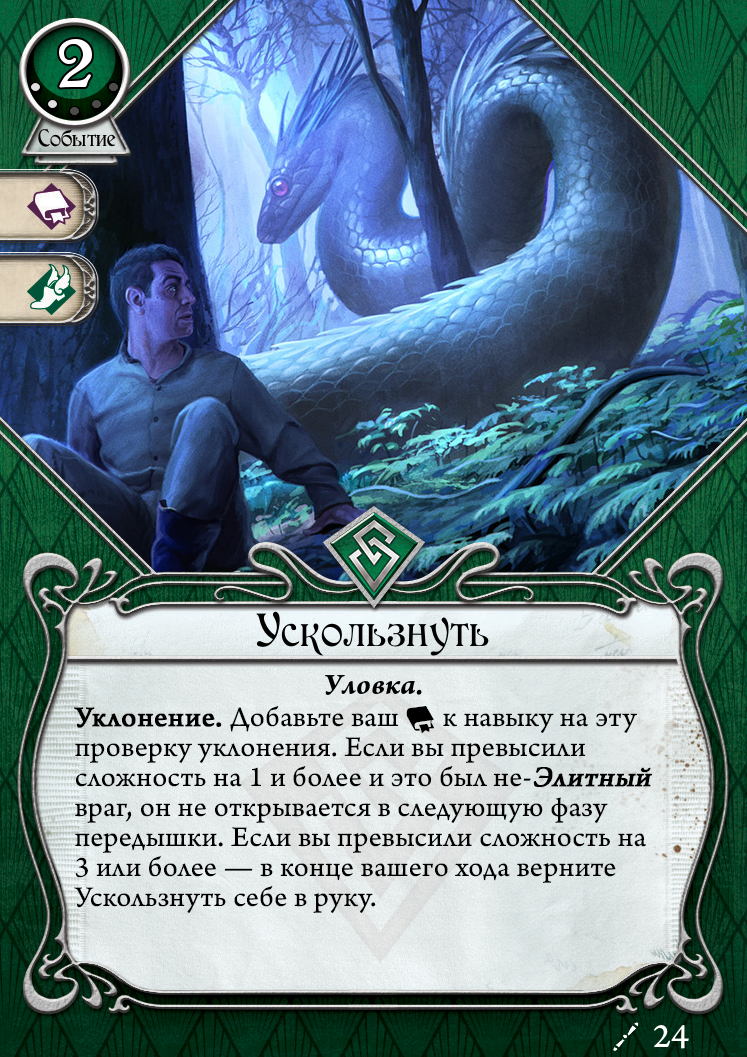 2
Событие
Ускользнуть
Уловка.
Уклонение. Добавьте ваш к навыку на эту
проверку уклонения. Если вы превысили
сложность на 1 и более и это был не-Элитный
враг, он не открывается в следующую фазу
передышки. Если вы превысили сложность на
3 или более — в конце вашего хода верните
Ускользнуть себе в руку.
24